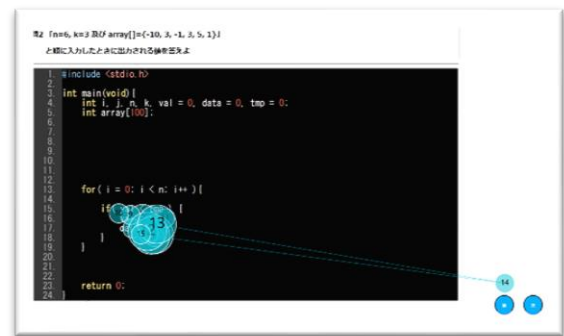 問2 「n=6, k=3 及び array[]={-10, 3, -1, 3, 5, 1}」
と順に入力したときに出力される値を答えよ
1. #include <stdio.h>
2.
3. int main(void){
4. int i, j, n, k, val = 0, data = 0, tmp = 0;
5. int array[100];
6.
7.
8.
9.
10.
11.
12.
13. for( i = 0; i < n; i++ ){
14.
15. if
16.
17.
18. }
19. }
20.
21.
22.
23. return 0;
24. }
13
14